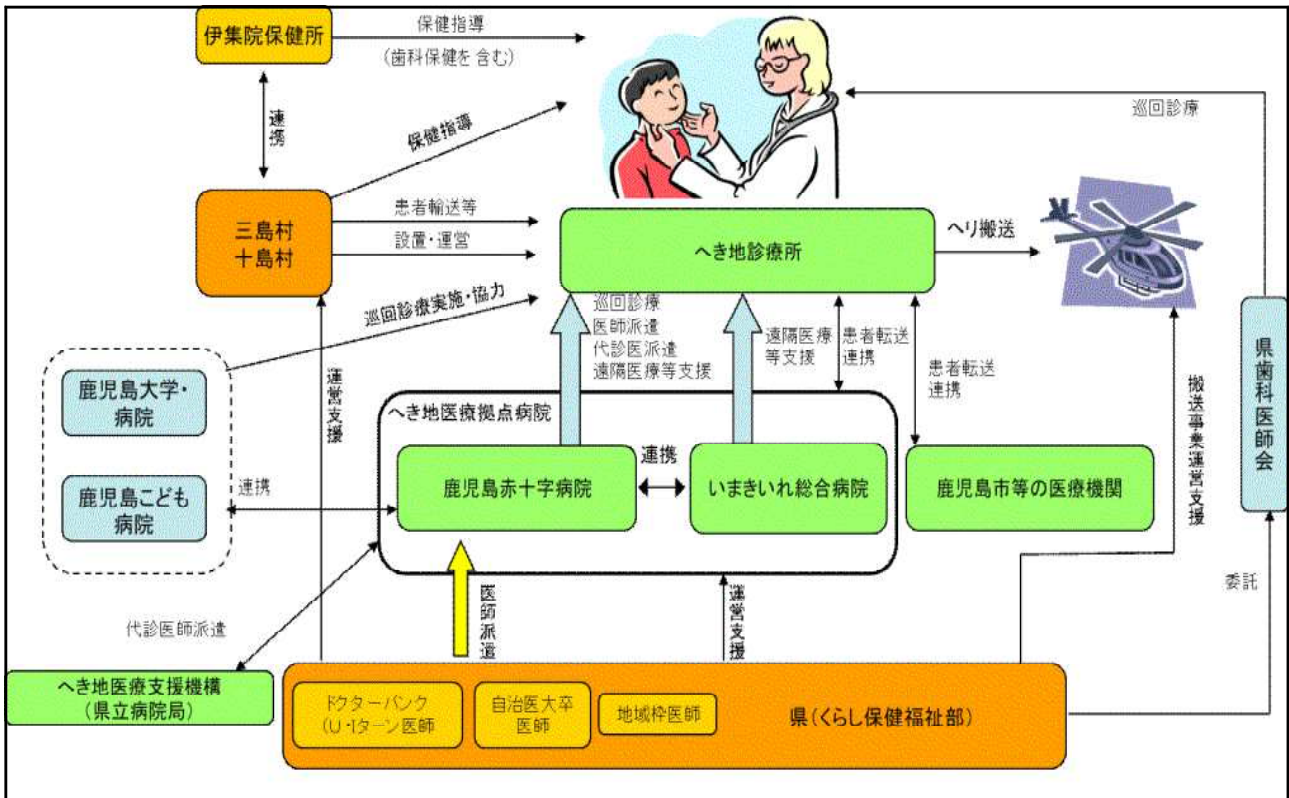 伊集院保健所
保健指導
(歯科保健を含む)
連携
保健指導
巡回診療
三島村
十島村
患者輸送等
設置・運営
へき地診療所
ヘリ搬送
巡回診療実施・協力
巡回診療
医師派遣
代診医派遣
遠隔医療等支援
遠隔医療
等支援
患者転送
連携
患者転送
連携
県歯科医師会
鹿児島大学・
病院
鹿児島こども
病院
運営支援
へき地医療拠点病院
連携
鹿児島赤十字病院
連携
いまきいれ総合病院
鹿児島市等の医療機関
搬送事業運営支援
代診医師派遣
医師派遣
運営支援
委託
へき地医療支援機構
(県立病院局)
ドクターバンク
(U・Iターン医師
自治医大卒
医師
地域枠医師
県(くらし保健福祉部)